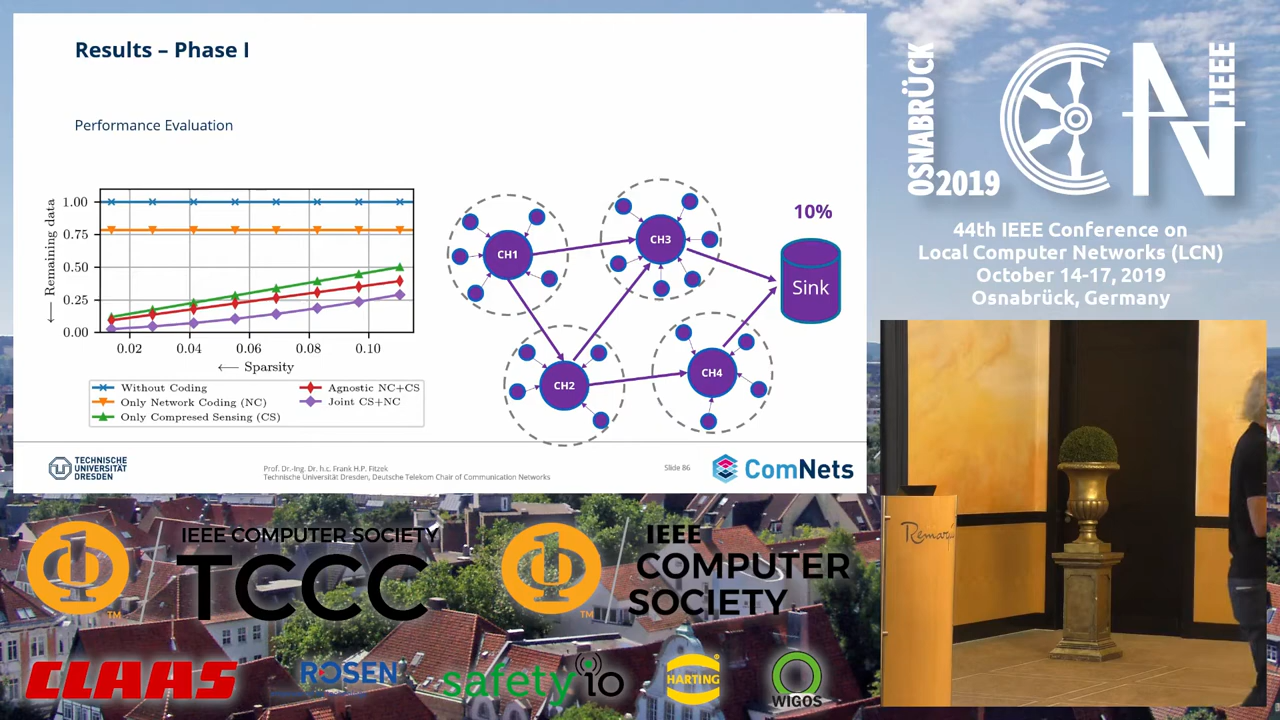 Results – Phase I
Performance Evaluation
⟵ Remaining data
1.00
0.75
0.50
0.25
0.00
0.02
0.04
0.06
0.08
0.10
⟵ Sparsity
Without Coding
Only Network Coding (NC)
Only Compresed Sensing (CS)
Agnostic NC+CS
Joint CS+NC
CH1
CH2
CH3
CH4
10%
Sink
TECHNISCHE
UNIVERSITÄT
DRESDEN
Prof. Dr.-Ing. Dr. h.c. Frank H.P. Fitzek
Technische Universität Dresden, Deutsche Telekom Chair of Communication Networks
Slide 86
ComNets
OSNABRÜCK
2019
LCN
IEEE
44th IEEE Conference on
Local Computer Networks (LCN)
October 14-17, 2019
Osnabrück, Germany
IEEE COMPUTER SOCIETY
TCCC
TM
IEEE
COMPUTER
SOCIETY
TM
CLAAS
ROSEN
safety io
HARTING
WIGOS